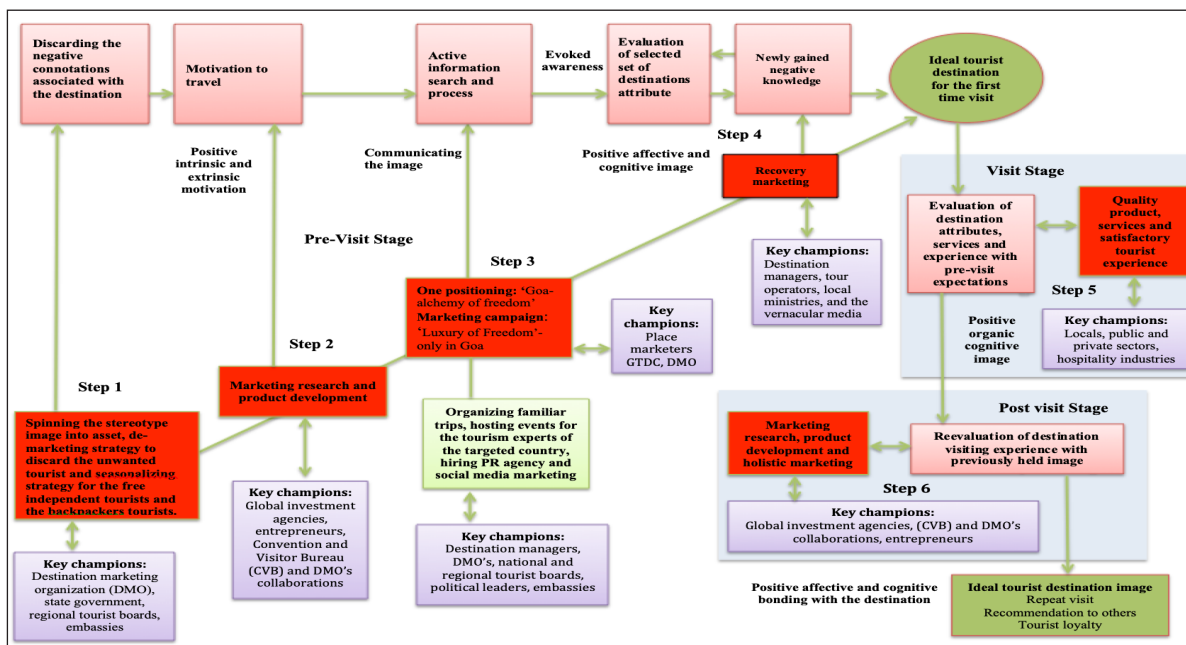 Discarding the
negative
connotations
associated with
the destination
Motivation to
travel
Active
information
search and
process
Evoked
awareness
Evaluation of
selected set of
destinations
attribute
Newly gained
negative
knowledge
Ideal tourist
destination
for the first
time visit
Positive
intrinsic and
extrinsic
motivation
Communicating
the image
Positive affective and
cognitive image
Step 4
Recovery
marketing
Pre-Visit Stage
Key champions:
Destination
managers, tour
operators, local
ministries, and the
vernacular media
Visit Stage
Evaluation of
destination
attributes,
services and
experience with
pre-visit
expectations
Quality
product,
services and
satisfactory
tourist
experience
Step 5
Positive
organic
cognitive
image
Key champions:
Locals, public and
private sectors,
hospitality industries
Step 3
One positioning: ‘Goa-
alchemy of freedom’
Marketing campaign:
‘Luxury of Freedom’-
only in Goa
Key
champions:
Place
marketers
GTDC, DMO
Step 2
Marketing research and
product development
Step 1
Spinning the stereotype
image into asset, de-
marketing strategy to
discard the unwanted
tourist and seasonalizing
strategy for the free
independent tourists and
the backpackers tourists.
Key champions:
Global investment
agencies,
entrepreneurs,
Convention and
Visitor Bureau
(CVB) and DMO’s
collaborations
Organizing familiar
trips, hosting events for
the tourism experts of
the targeted country,
hiring PR agency and
social media marketing
Key champions:
Destination managers,
DMO’s, national and
regional tourist boards,
political leaders, embassies
Key champions:
Destination marketing
organization (DMO),
state government,
regional tourist boards,
embassies
Post visit Stage
Marketing
research, product
development and
holistic marketing
Reevaluation of destination
visiting experience with
previously held image
Step 6
Key champions:
Global investment agencies, (CVB) and DMO’s
collaborations, entrepreneurs
Positive affective and cognitive
bonding with the destination
Ideal tourist destination image
Repeat visit
Recommendation to others
Tourist loyalty